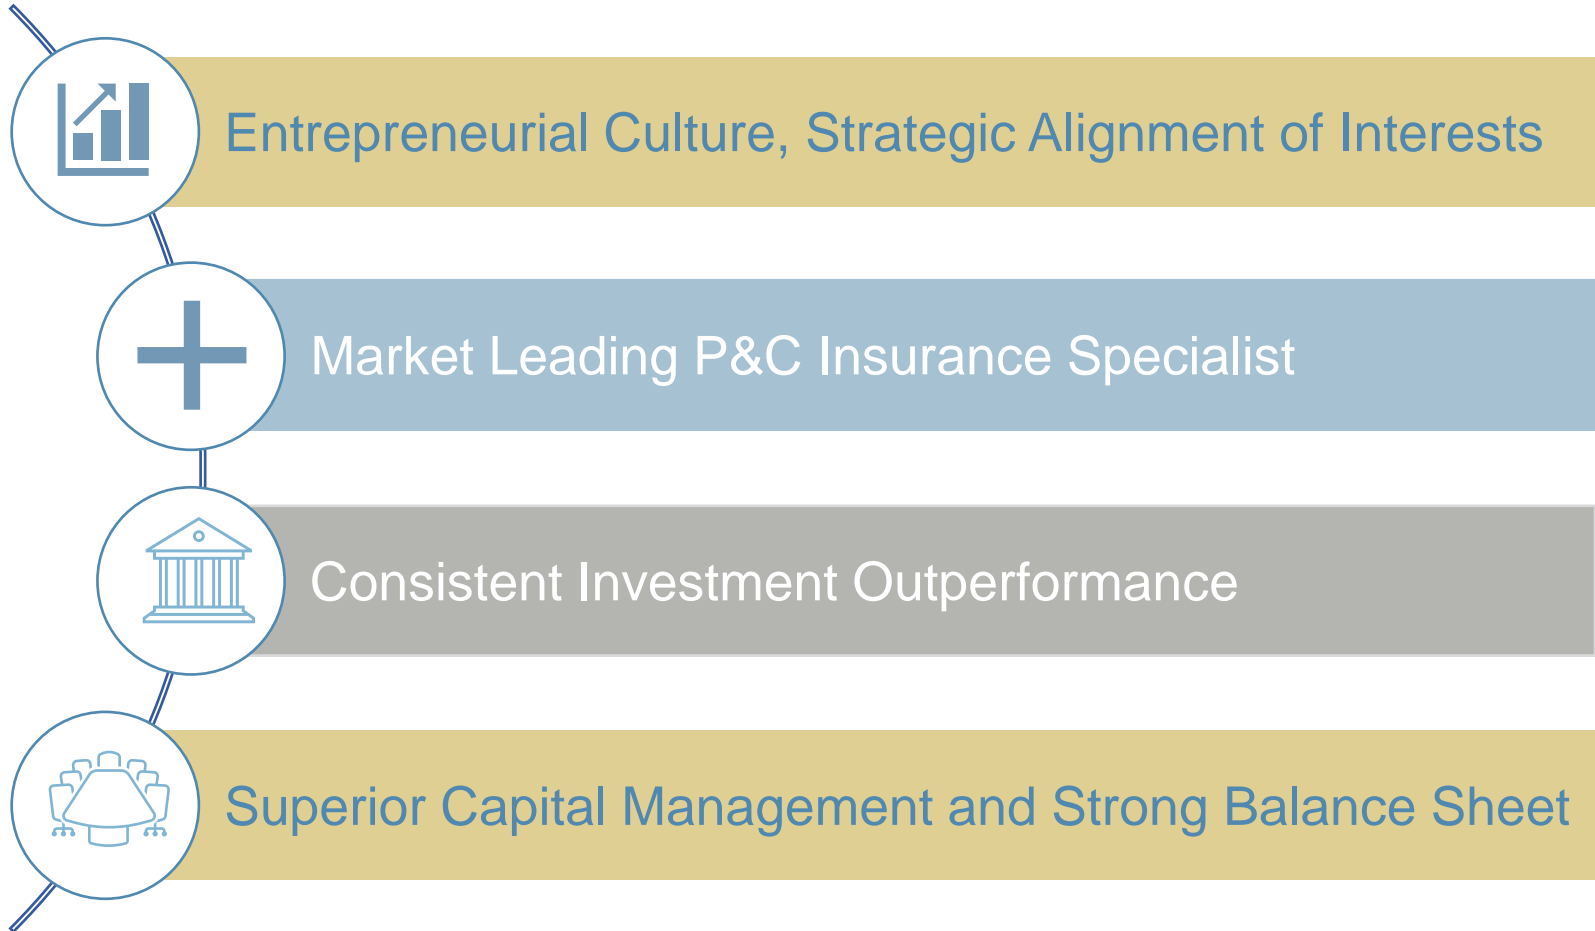 Entrepreneurial Culture, Strategic Alignment of Interests
Market Leading P&C Insurance Specialist
Consistent Investment Outperformance
Superior Capital Management and Strong Balance Sheet